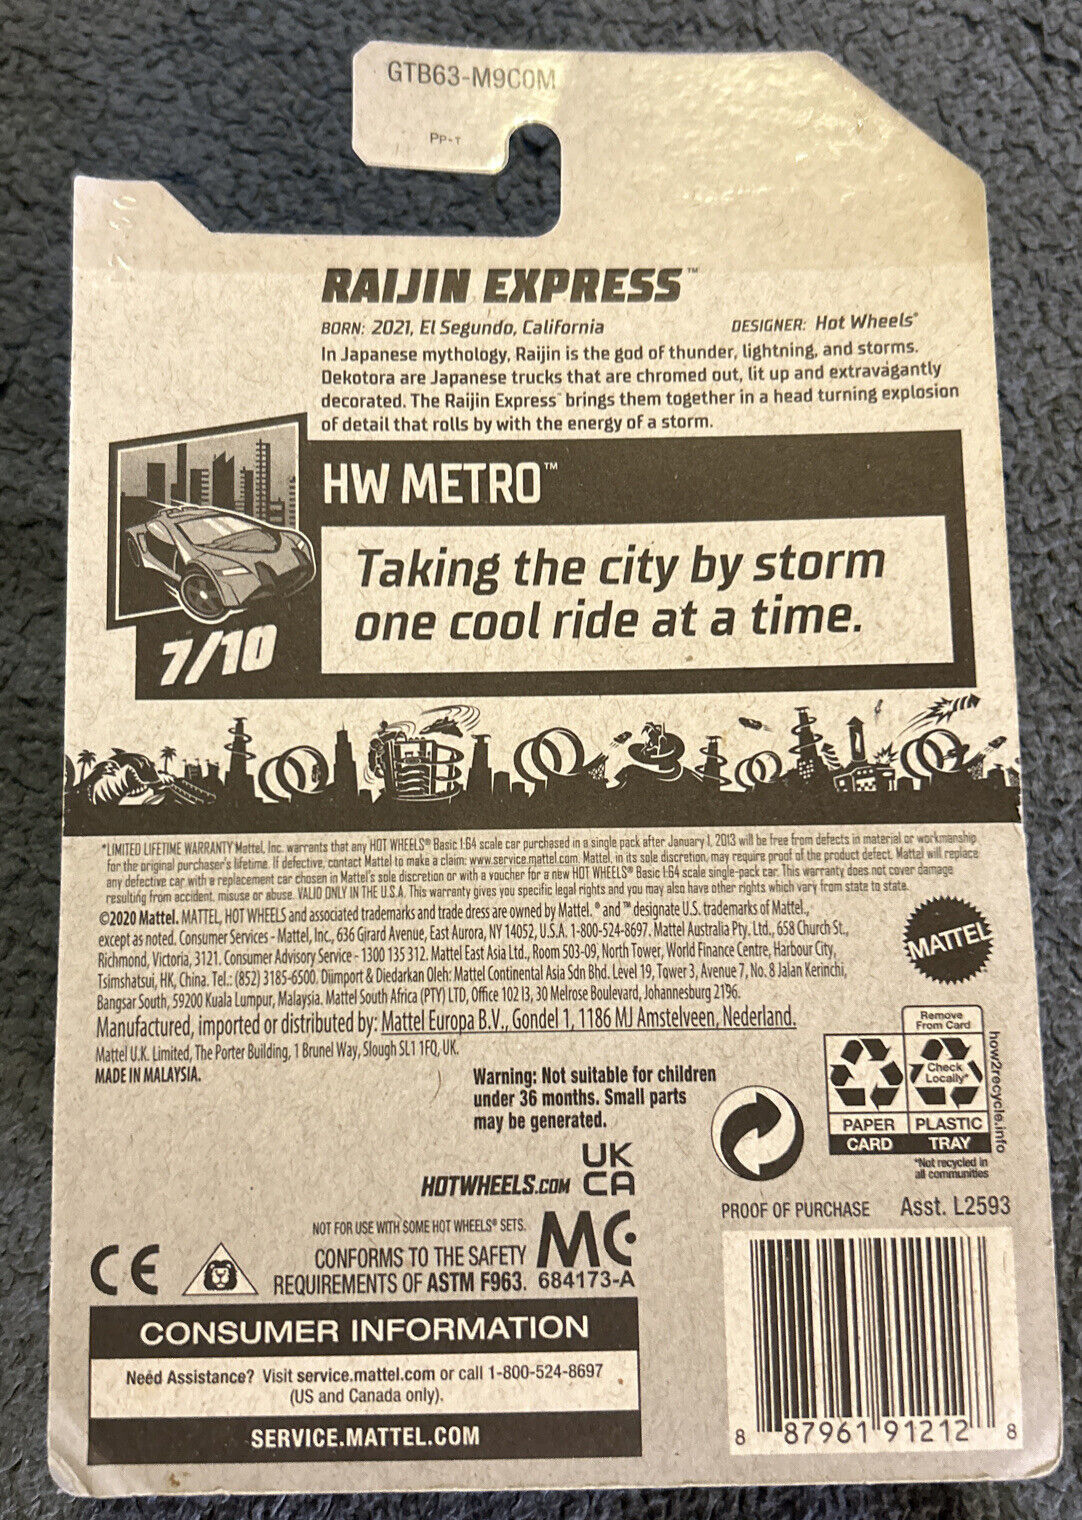 GTB63-M9C0M
PP-T
RAIJIN EXPRESS™
BORN: 2021, El Segundo, California
DESIGNER: Hot Wheels®
In Japanese mythology, Raijin is the god of thunder, lightning, and storms.
Dekotora are Japanese trucks that are chromed out, lit up and extravagantly
decorated. The Raijin Express™ brings them together in a head turning explosion
of detail that rolls by with the energy of a storm.
HW METRO™
Taking the city by storm
one cool ride at a time.
7/10
*LIMITED LIFETIME WARRANTY Mattel, Inc. warrants that any HOT WHEELS® Basic 1:64 scale car purchased in a single pack after January 1, 2013 will be free from defects in material or workmanship
for the original purchaser's lifetime. If defective, contact Mattel to make a claim: www.service.mattel.com. Mattel, in its sole discretion, may require proof of the product defect. Mattel will replace
any defective car with a replacement car chosen in Mattel's sole discretion or with a voucher for a new HOT WHEELS® Basic 1:64 scale single-pack car. This warranty does not cover damage
resulting from accident, misuse or abuse. VALID ONLY IN THE U.S.A. This warranty gives you specific legal rights and you may also have other rights which vary from state to state.
©2020 Mattel. MATTEL, HOT WHEELS and associated trademarks and trade dress are owned by Mattel. ® and ™ designate U.S. trademarks of Mattel,
except as noted. Consumer Services - Mattel, Inc., 636 Girard Avenue, East Aurora, NY 14052, U.S.A. 1-800-524-8697. Mattel Australia Pty. Ltd., 658 Church St.,
Richmond, Victoria, 3121. Consumer Advisory Service - 1300 135 312. Mattel East Asia Ltd., Room 503-09, North Tower, World Finance Centre, Harbour City,
Tsimshatsui, HK, China. Tel.: (852) 3185-6500. Diimport & Diedarkan Oleh: Mattel Continental Asia Sdn Bhd. Level 19, Tower 3, Avenue 7, No. 8 Jalan Kerinchi,
Bangsar South, 59200 Kuala Lumpur, Malaysia. Mattel South Africa (PTY) LTD, Office 102 I3, 30 Melrose Boulevard, Johannesburg 2196.
Manufactured, imported or distributed by: Mattel Europa B.V., Gondel 1, 1186 MJ Amstelveen, Nederland.
Mattel U.K. Limited, The Porter Building, 1 Brunel Way, Slough SL1 1FQ, UK.
MADE IN MALAYSIA.
MATTEL
Warning: Not suitable for children
under 36 months. Small parts
may be generated.
Remove
From Card
Check
Locally*
PAPER
PLASTIC
CARD
TRAY
*Not recycled in
all communities
how2recycle.info
UK
CA
HOTWHEELS.COM
NOT FOR USE WITH SOME HOT WHEELS® SETS.
CONFORMS TO THE SAFETY
REQUIREMENTS OF ASTM F963.
MC
684173-A
CE
PROOF OF PURCHASE
Asst. L2593
CONSUMER INFORMATION
Need Assistance? Visit service.mattel.com or call 1-800-524-8697
(US and Canada only).
SERVICE.MATTEL.COM
8 87961 91212 8